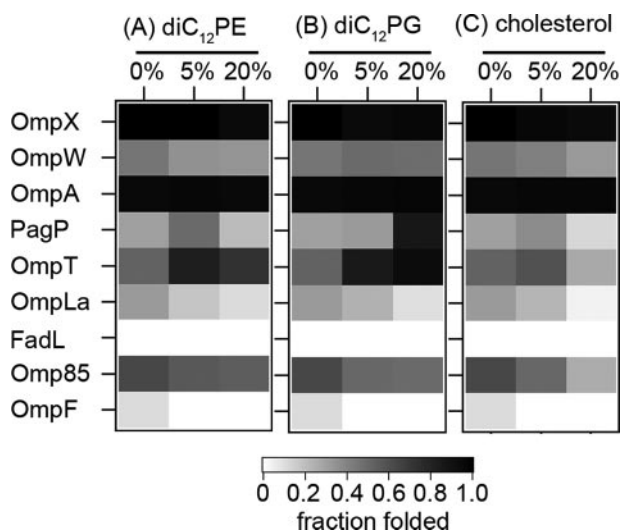 (A) diC₁₂PE (B) diC₁₂PG (C) cholesterol
0% 5% 20% 0% 5% 20% 0% 5% 20%
OmpX
OmpW
OmpA
PagP
OmpT
OmpLa
FadL
Omp85
OmpF
0 0.2 0.4 0.6 0.8 1.0
fraction folded